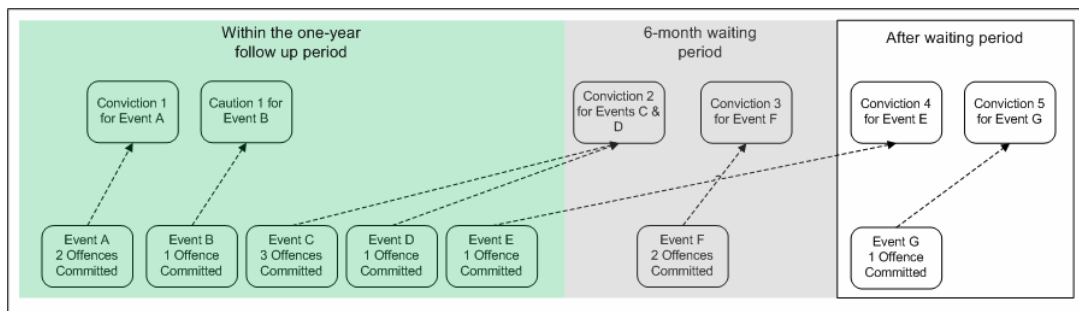 Within the one-year
follow up period
6-month waiting
period
After waiting period
Conviction 1
for Event A
Caution 1 for
Event B
Conviction 2
for Events C &
D
Conviction 3
for Event F
Conviction 4
for Event E
Conviction 5
for Event G
Event A
2 Offences
Committed
Event B
1 Offence
Committed
Event C
3 Offences
Committed
Event D
1 Offence
Committed
Event E
1 Offence
Committed
Event F
2 Offences
Committed
Event G
1 Offence
Committed